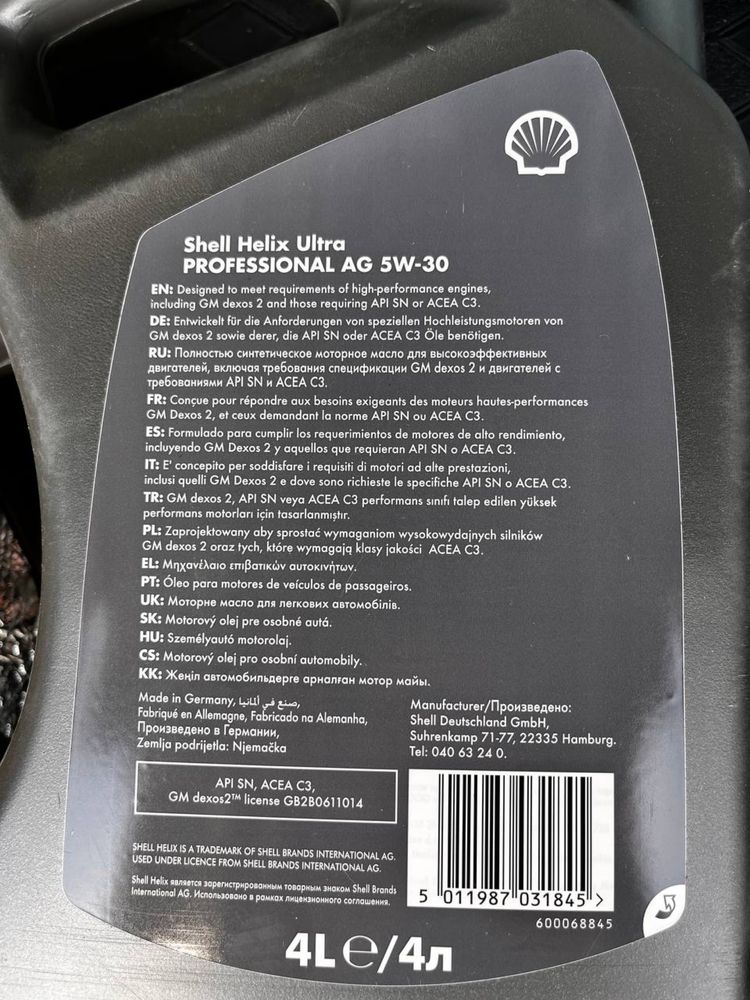 Shell Helix Ultra
PROFESSIONAL AG 5W-30
EN: Designed to meet requirements of high-performance engines,
including GM dexos 2 and those requiring API SN or ACEA C3.
DE: Entwickelt für die Anforderungen von speziellen Hochleistungsmotoren von
GM dexos 2 sowie derer, die API SN oder ACEA C3 Öle benötigen.
RU: Полностью синтетическое моторное масло для высокоэффективных
двигателей, включая требования спецификации GM dexos 2 и двигателей с
требованиями API SN и ACEA C3.
FR: Conçue pour répondre aux besoins exigeants des moteurs hautes-performances
GM Dexos 2, et ceux demandant la norme API SN ou ACEA C3.
ES: Formulado para cumplir los requerimientos de motores de alto rendimiento,
incluyendo GM Dexos 2 y aquellos que requieran API SN o ACEA C3.
IT: E' concepito per soddisfare i requisiti di motori ad alte prestazioni,
inclusi quelli GM Dexos 2 e dove sono richieste le specifiche API SN o ACEA C3.
TR: GM dexos 2, API SN veya ACEA C3 performans sınıfı talep edilen yüksek
performans motorları için tasarlanmıştır.
PL: Zaprojektowany aby sprostać wymaganiom wysokowydajnych silników
GM dexos 2 oraz tych, które wymagają klasy jakości ACEA C3.
EL: Μηχανέλαιο επιβατικών αυτοκινήτων.
PT: Óleo para motores de veículos de passageiros.
UK: Моторне масло для легкових автомобілів.
SK: Motorový olej pre osobné autá.
HU: Személyautó motorolaj.
CS: Motorový olej pro osobní automobily.
KK: Жеңіл автомобильдерге арналған мотор майы.
Made in Germany, صنع في ألمانيا,
Fabriqué en Allemagne, Fabricado na Alemanha,
Произведено в Германии,
Zemlja podrijetla: Njemačka
Manufacturer/Произведено:
Shell Deutschland GmbH,
Suhrenkamp 71-77, 22335 Hamburg.
Tel: 040 63 24 0.
API SN, ACEA C3,
GM dexos2™ license GB2B0611014
SHELL HELIX IS A TRADEMARK OF SHELL BRANDS INTERNATIONAL AG.
USED UNDER LICENCE FROM SHELL BRANDS INTERNATIONAL AG.
Shell Helix является зарегистрированным товарным знаком Shell Brands
International AG. Использовано в рамках лицензионного соглашения.
5 011987 031845 >
600068845
4L ℮/4л